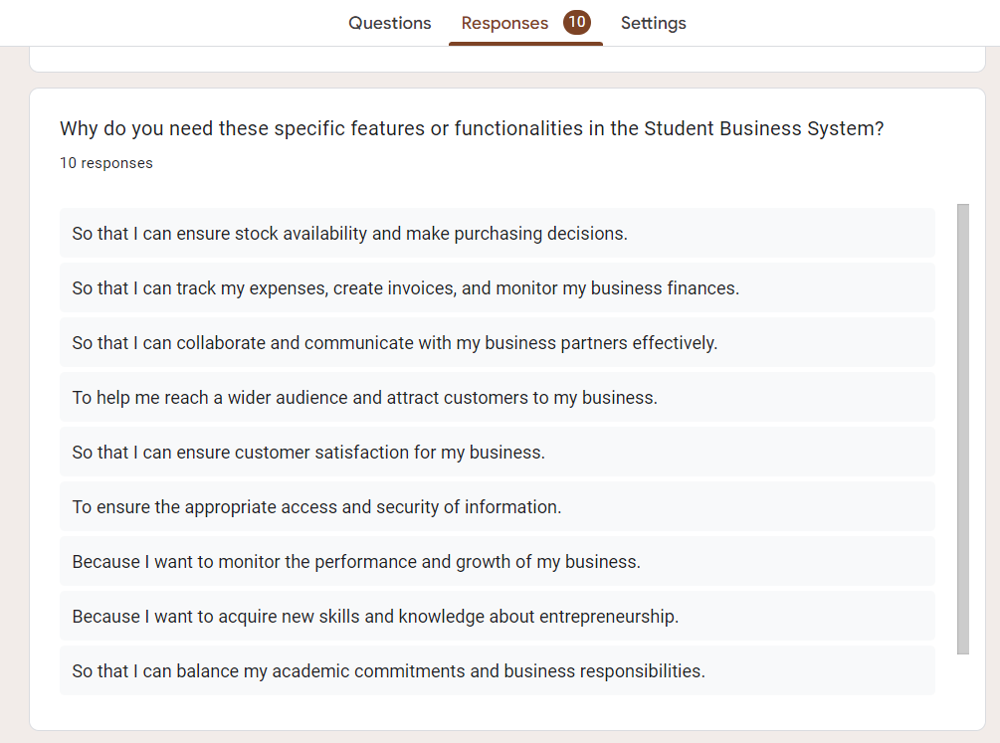 Questions Responses 10 Settings
Why do you need these specific features or functionalities in the Student Business System?
10 responses
So that I can ensure stock availability and make purchasing decisions.
So that I can track my expenses, create invoices, and monitor my business finances.
So that I can collaborate and communicate with my business partners effectively.
To help me reach a wider audience and attract customers to my business.
So that I can ensure customer satisfaction for my business.
To ensure the appropriate access and security of information.
Because I want to monitor the performance and growth of my business.
Because I want to acquire new skills and knowledge about entrepreneurship.
So that I can balance my academic commitments and business responsibilities.